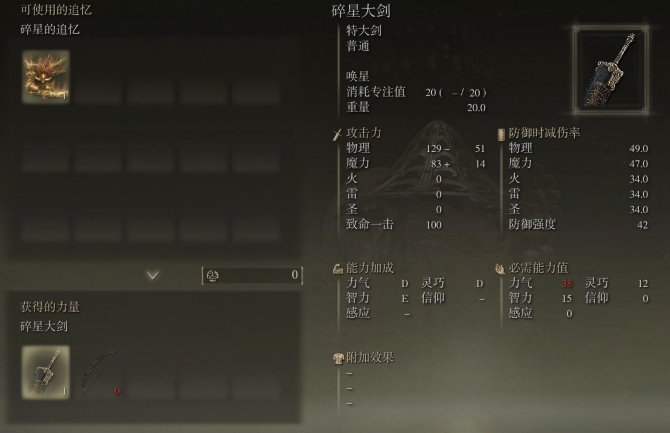 可使用的追忆
碎星的追忆
1
0
获得的力量
碎星大剑
1
0
碎星大剑
特大剑
普通
唤星
消耗专注值 20 ( – / 20 )
重量 20.0
攻击力
物理 129 – 51
魔力 83 + 14
火 0
雷 0
圣 0
致命一击 100
防御时减伤率
物理 49.0
魔力 47.0
火 34.0
雷 34.0
圣 34.0
防御强度 42
能力加成
力气 D 灵巧 D
智力 E 信仰 –
感应 –
必需能力值
力气 38 灵巧 12
智力 15 信仰 0
感应 0
附加效果
–
–
–